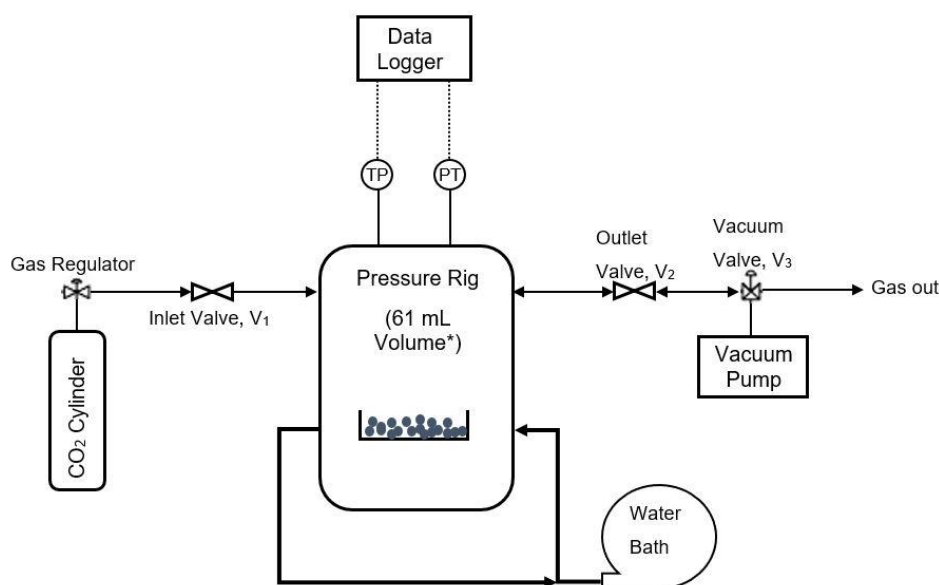 Data
Logger
TP
PT
Gas Regulator
Inlet Valve, V₁
CO₂ Cylinder
Pressure Rig
(61 mL
Volume*)
Outlet
Valve, V₂
Vacuum
Valve, V₃
Gas out
Vacuum
Pump
Water
Bath